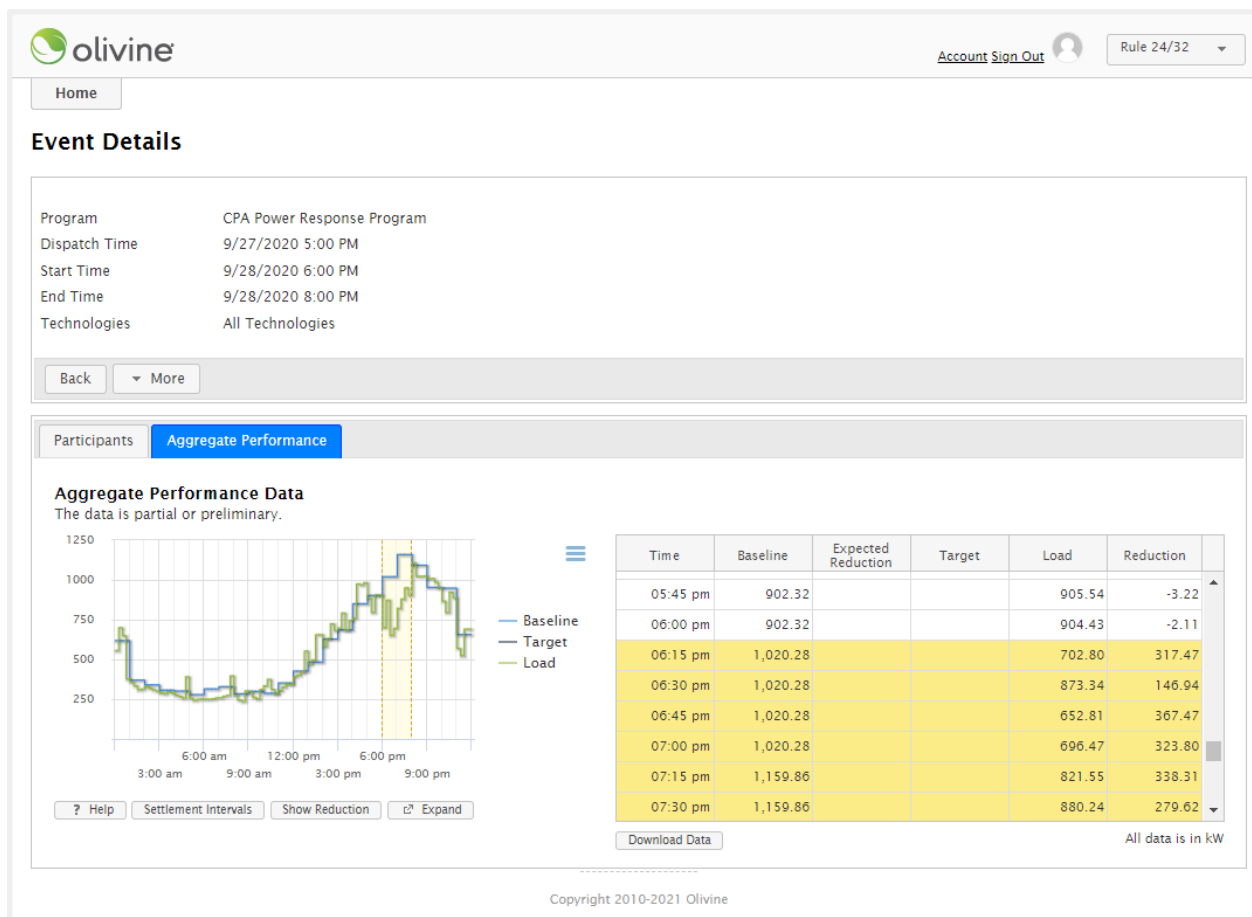 olivine
Account Sign Out
Rule 24/32
Home
Event Details
Program CPA Power Response Program
Dispatch Time 9/27/2020 5:00 PM
Start Time 9/28/2020 6:00 PM
End Time 9/28/2020 8:00 PM
Technologies All Technologies
Back More
Participants Aggregate Performance
Aggregate Performance Data
The data is partial or preliminary.
1250
1000
750
500
250
6:00 am 12:00 pm 6:00 pm
3:00 am 9:00 am 3:00 pm 9:00 pm
Baseline
Target
Load
? Help Settlement Intervals Show Reduction Expand
Time Baseline Expected Reduction Target Load Reduction
05:45 pm 902.32 905.54 -3.22
06:00 pm 902.32 904.43 -2.11
06:15 pm 1,020.28 702.80 317.47
06:30 pm 1,020.28 873.34 146.94
06:45 pm 1,020.28 652.81 367.47
07:00 pm 1,020.28 696.47 323.80
07:15 pm 1,159.86 821.55 338.31
07:30 pm 1,159.86 880.24 279.62
Download Data
All data is in kW
Copyright 2010-2021 Olivine